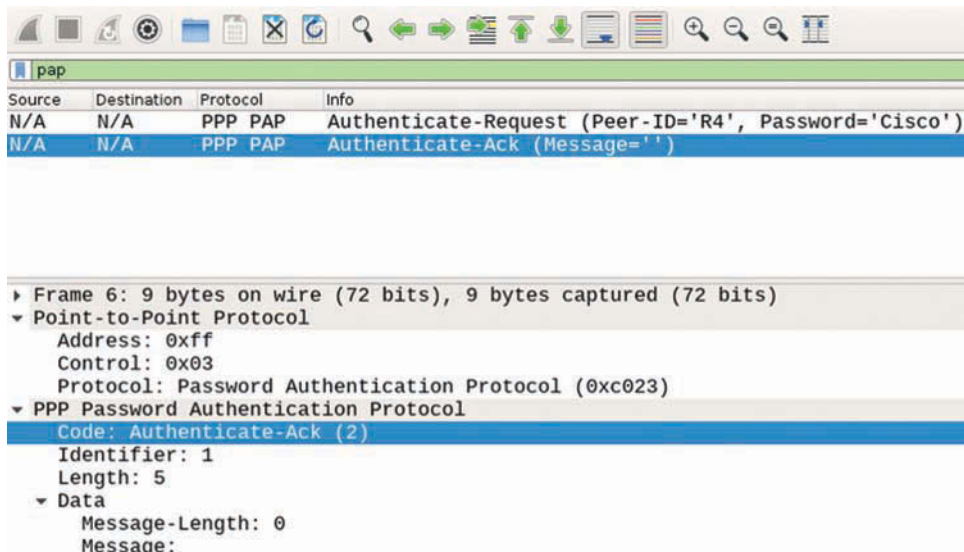 pap
Source Destination Protocol Info
N/A N/A PPP PAP Authenticate-Request (Peer-ID='R4', Password='Cisco')
N/A N/A PPP PAP Authenticate-Ack (Message='')
Frame 6: 9 bytes on wire (72 bits), 9 bytes captured (72 bits)
Point-to-Point Protocol
Address: 0xff
Control: 0x03
Protocol: Password Authentication Protocol (0xc023)
PPP Password Authentication Protocol
Code: Authenticate-Ack (2)
Identifier: 1
Length: 5
Data
Message-Length: 0
Message: